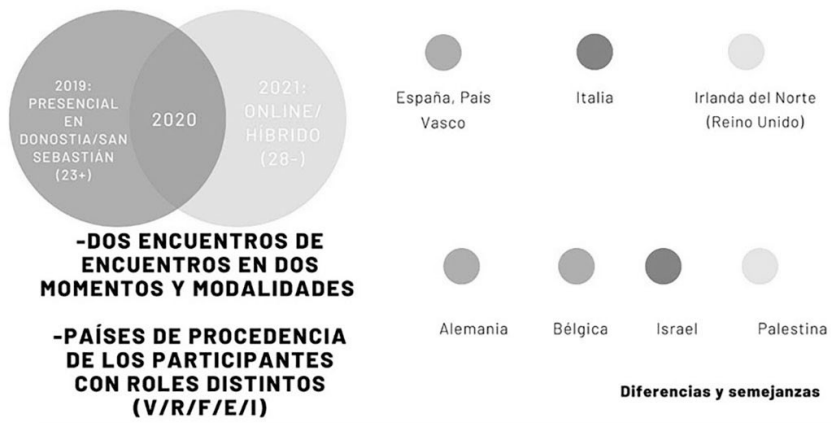 2019:
PRESENCIAL
EN
DONOSTIA/SAN
SEBASTIÁN
(23+)
2020
2021:
ONLINE/
HÍBRIDO
(28-)
-DOS ENCUENTROS DE
ENCUENTROS EN DOS
MOMENTOS Y MODALIDADES
-PAÍSES DE PROCEDENCIA
DE LOS PARTICIPANTES
CON ROLES DISTINTOS
(V/R/F/E/I)
España, País
Vasco
Italia
Irlanda del Norte
(Reino Unido)
Alemania
Bélgica
Israel
Palestina
Diferencias y semejanzas